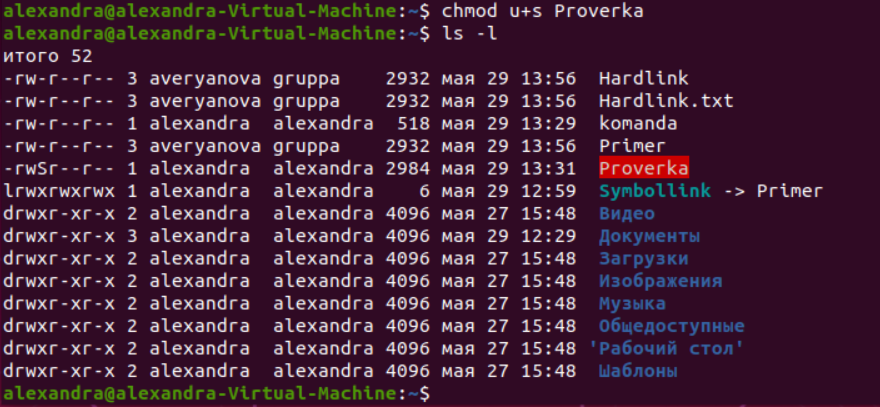 alexandra@alexandra-Virtual-Machine:~$ chmod u+s Proverka
alexandra@alexandra-Virtual-Machine:~$ ls -l
итого 52
-rw-r--r-- 3 averyanova gruppa    2932 мая 29 13:56  Hardlink
-rw-r--r-- 3 averyanova gruppa    2932 мая 29 13:56  Hardlink.txt
-rw-r--r-- 1 alexandra  alexandra  518 мая 29 13:29  komanda
-rw-r--r-- 3 averyanova gruppa    2932 мая 29 13:56  Primer
-rwSr--r-- 1 alexandra  alexandra 2984 мая 29 13:31  Proverka
lrwxrwxrwx 1 alexandra  alexandra    6 мая 29 12:59  Symbollink -> Primer
drwxr-xr-x 2 alexandra  alexandra 4096 мая 27 15:48  Видео
drwxr-xr-x 3 alexandra  alexandra 4096 мая 29 12:29  Документы
drwxr-xr-x 2 alexandra  alexandra 4096 мая 27 15:48  Загрузки
drwxr-xr-x 2 alexandra  alexandra 4096 мая 27 15:48  Изображения
drwxr-xr-x 2 alexandra  alexandra 4096 мая 27 15:48  Музыка
drwxr-xr-x 2 alexandra  alexandra 4096 мая 27 15:48  Общедоступные
drwxr-xr-x 2 alexandra  alexandra 4096 мая 27 15:48 'Рабочий стол'
drwxr-xr-x 2 alexandra  alexandra 4096 мая 27 15:48  Шаблоны
alexandra@alexandra-Virtual-Machine:~$